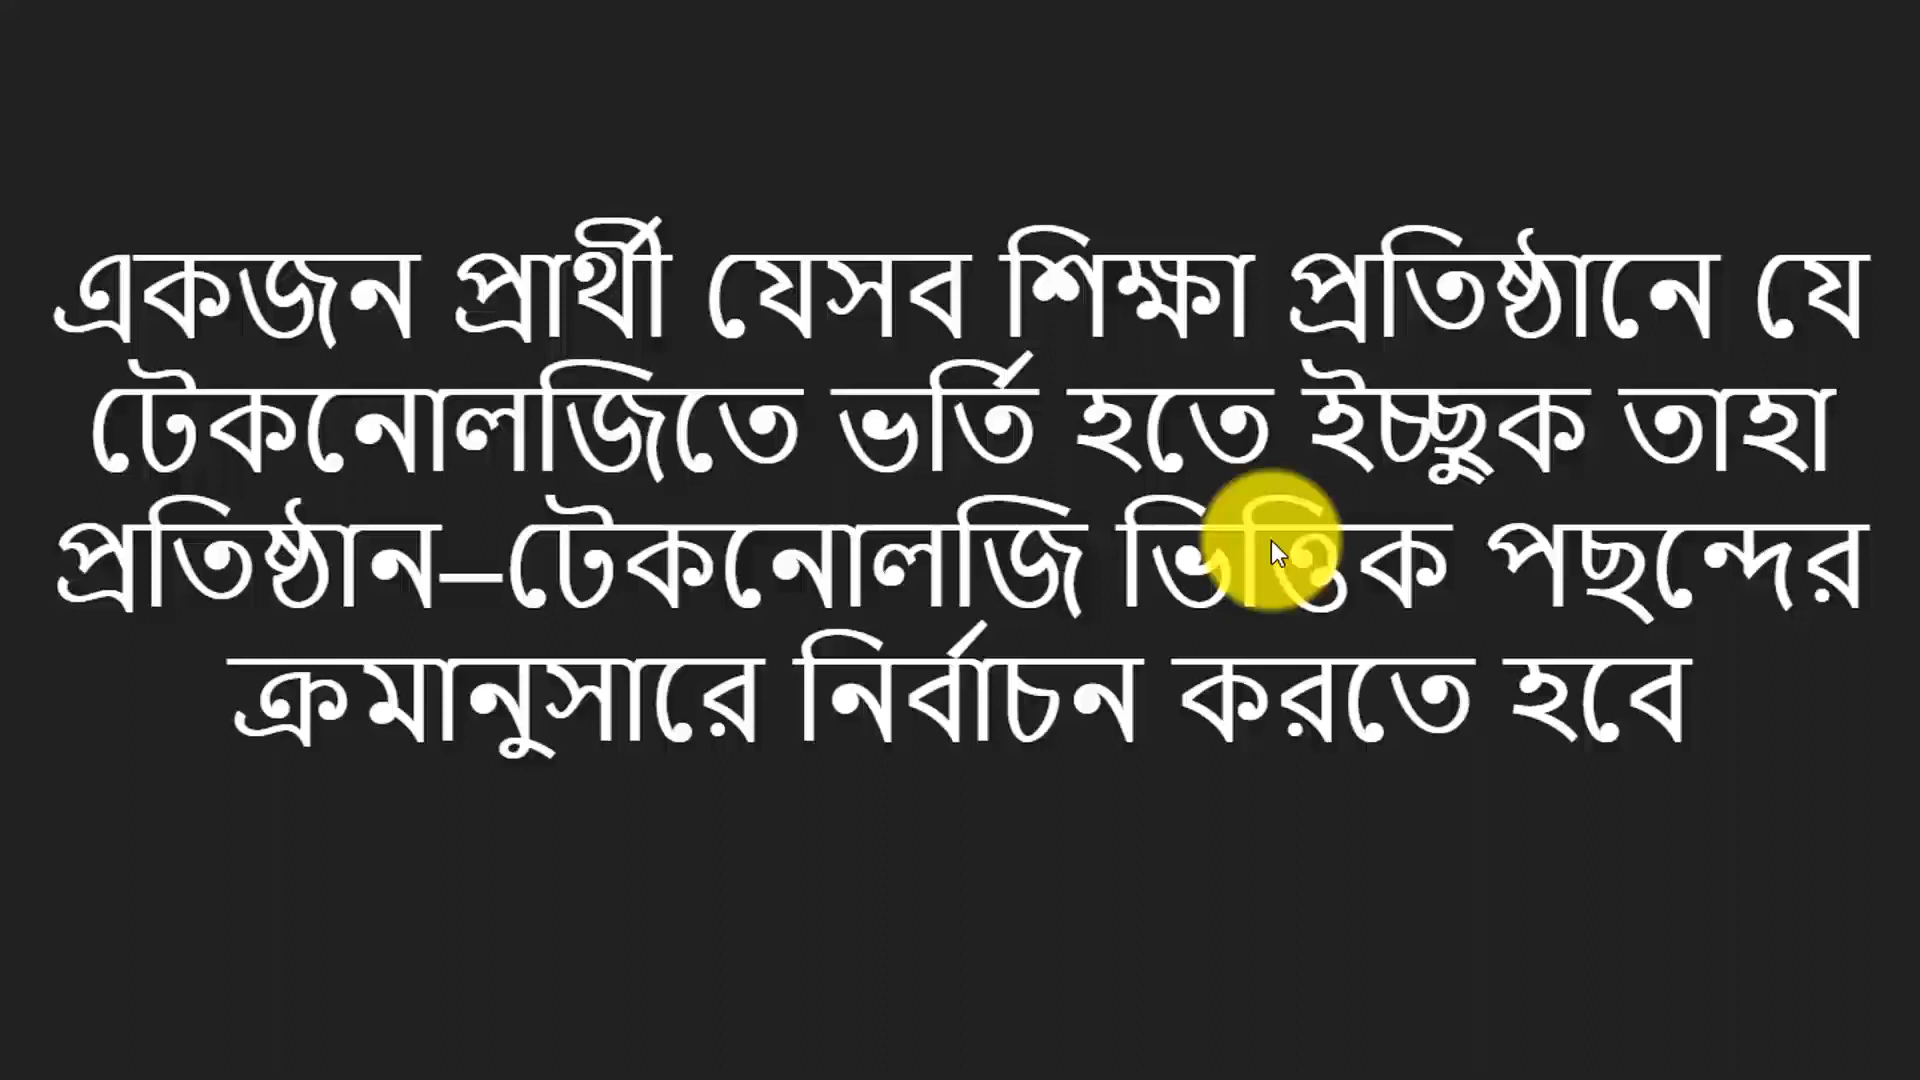 একজন প্রার্থী যেসব শিক্ষা প্রতিষ্ঠানে যে
টেকনোলজিতে ভর্তি হতে ইচ্ছুক তাহা
প্রতিষ্ঠান–টেকনোলজি ভিত্তিক পছন্দের
ক্রমানুসারে নির্বাচন করতে হবে